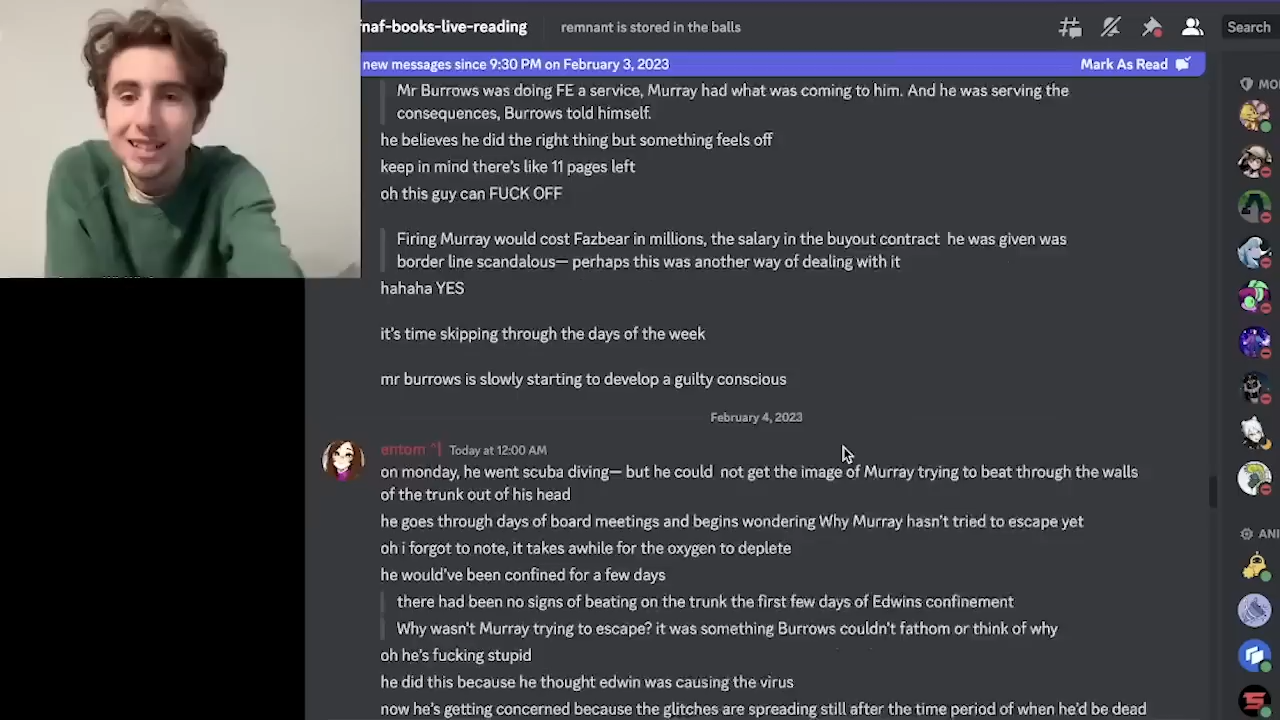 fnaf-books-live-reading
remnant is stored in the balls
Search
new messages since 9:30 PM on February 3, 2023
Mark As Read
Mr Burrows was doing FE a service, Murray had what was coming to him. And he was serving the
consequences, Burrows told himself.
he believes he did the right thing but something feels off
keep in mind there's like 11 pages left
oh this guy can FUCK OFF
Firing Murray would cost Fazbear in millions, the salary in the buyout contract he was given was
border line scandalous— perhaps this was another way of dealing with it
hahaha YES
it's time skipping through the days of the week
mr burrows is slowly starting to develop a guilty conscious
February 4, 2023
entom ^| Today at 12:00 AM
on monday, he went scuba diving— but he could not get the image of Murray trying to beat through the walls
of the trunk out of his head
he goes through days of board meetings and begins wondering Why Murray hasn't tried to escape yet
oh i forgot to note, it takes awhile for the oxygen to deplete
he would've been confined for a few days
there had been no signs of beating on the trunk the first few days of Edwins confinement
Why wasn't Murray trying to escape? it was something Burrows couldn't fathom or think of why
oh he's fucking stupid
he did this because he thought edwin was causing the virus
now he's getting concerned because the glitches are spreading still after the time period of when he'd be dead
MO
ANI